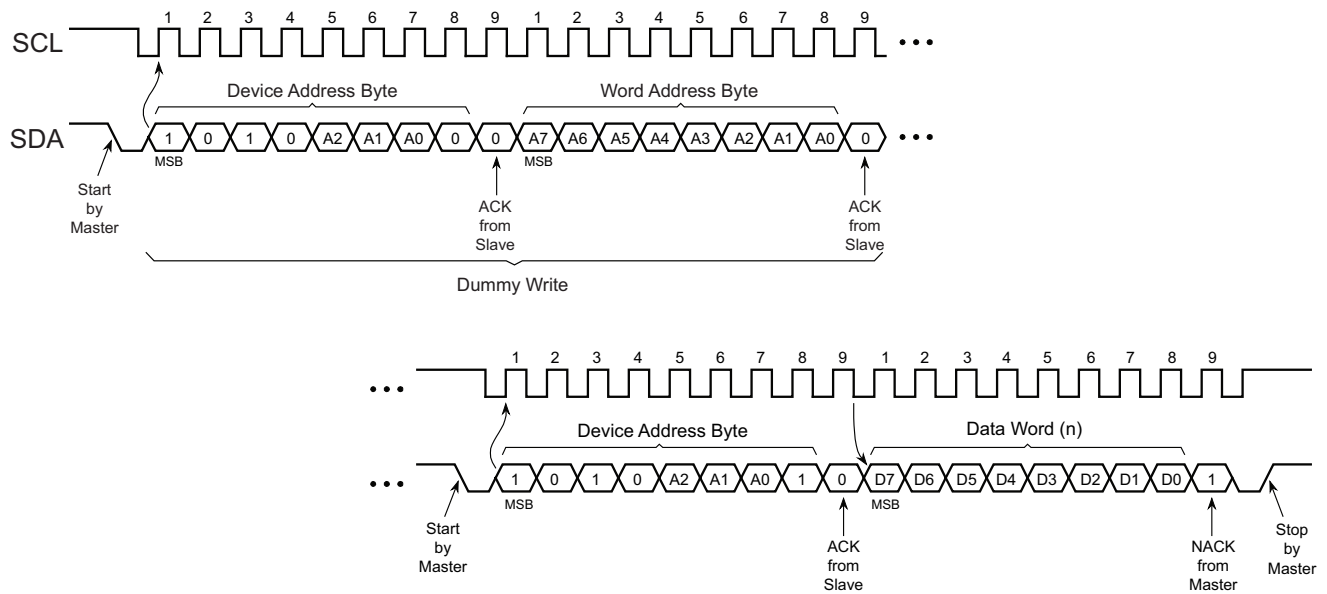 1 2 3 4 5 6 7 8 9 1 2 3 4 5 6 7 8 9
SCL
Device Address Byte Word Address Byte
SDA 1 0 1 0 A2 A1 A0 0 0 A7 A6 A5 A4 A3 A2 A1 A0 0
MSB MSB
Start
by
Master
ACK
from
Slave
ACK
from
Slave
Dummy Write
1 2 3 4 5 6 7 8 9 1 2 3 4 5 6 7 8 9
Device Address Byte Data Word (n)
1 0 1 0 A2 A1 A0 1 0 D7 D6 D5 D4 D3 D2 D1 D0 1
MSB MSB
Start
by
Master
ACK
from
Slave
NACK
from
Master
Stop
by
Master